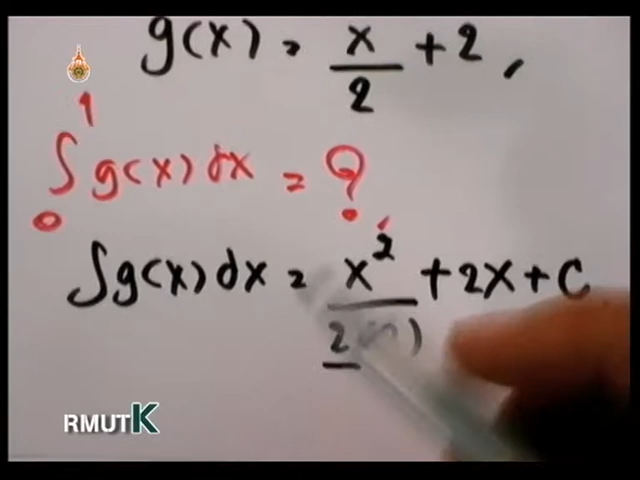 g(x) = x/2 + 2,
∫₀¹ g(x) dx = ?
∫g(x) dx = x²/2( ) + 2x + C
RMUTK